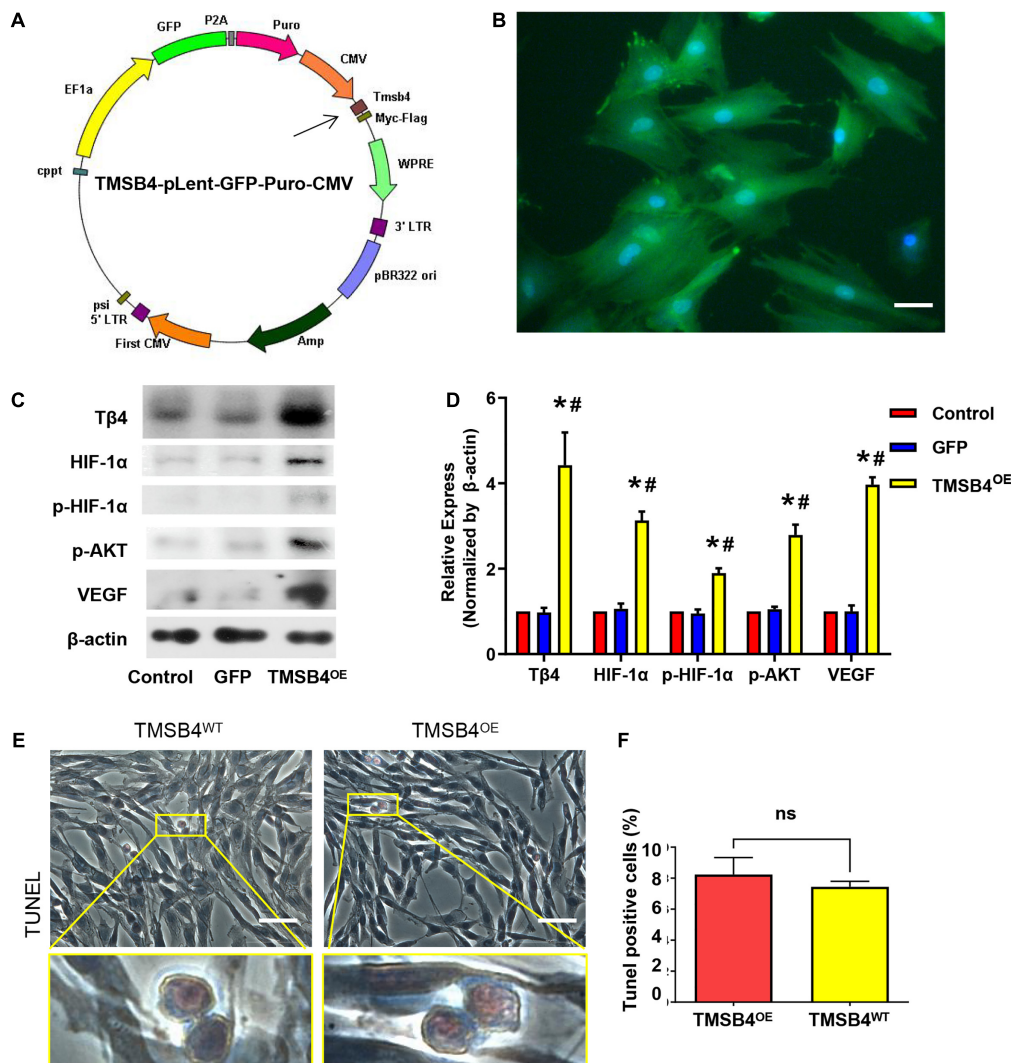 A
GFP
P2A
Puro
CMV
Tmsb4
Myc-Flag
EF1a
WPRE
cppt
TMSB4-pLent-GFP-Puro-CMV
3' LTR
pBR322 ori
psi
5' LTR
First CMV
Amp
B
C
Tβ4
HIF-1α
p-HIF-1α
p-AKT
VEGF
β-actin
Control GFP TMSB4ᴼᴱ
D
Relative Express
(Normalized by β-actin)
6
4
2
0
*#
*#
*#
*#
*#
Tβ4 HIF-1α p-HIF-1α p-AKT VEGF
Control
GFP
TMSB4ᴼᴱ
E
TMSB4ᵂᵀ
TMSB4ᴼᴱ
TUNEL
F
Tunel positive cells (%)
10
8
6
4
2
0
ns
TMSB4ᴼᴱ TMSB4ᵂᵀ